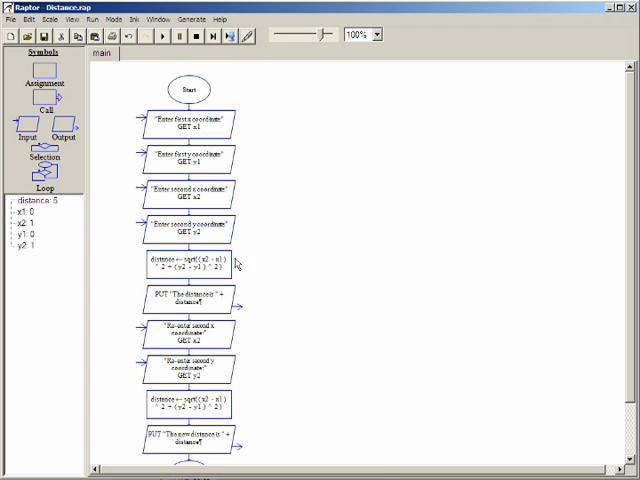 Raptor - Distance.rap
File Edit Scale View Run Mode Ink Window Generate Help
100%
Symbols
main
Assignment
Call
Input Output
Selection
Loop
distance: 5
x1: 0
x2: 1
y1: 0
y2: 1
Start
"Enter first x coordinate"
GET x1
"Enter first y coordinate"
GET y1
"Enter second x coordinate"
GET x2
"Enter second y coordinate"
GET y2
distance ← sqrt((x2 - x1)
^ 2 + (y2 - y1) ^ 2)
PUT "The distance is " +
distance¶
"Re-enter second x
coordinate:"
GET x2
"Re-enter second y
coordinate:"
GET y2
distance ← sqrt((x2 - x1)
^ 2 + (y2 - y1) ^ 2)
PUT "The new distance is " +
distance¶